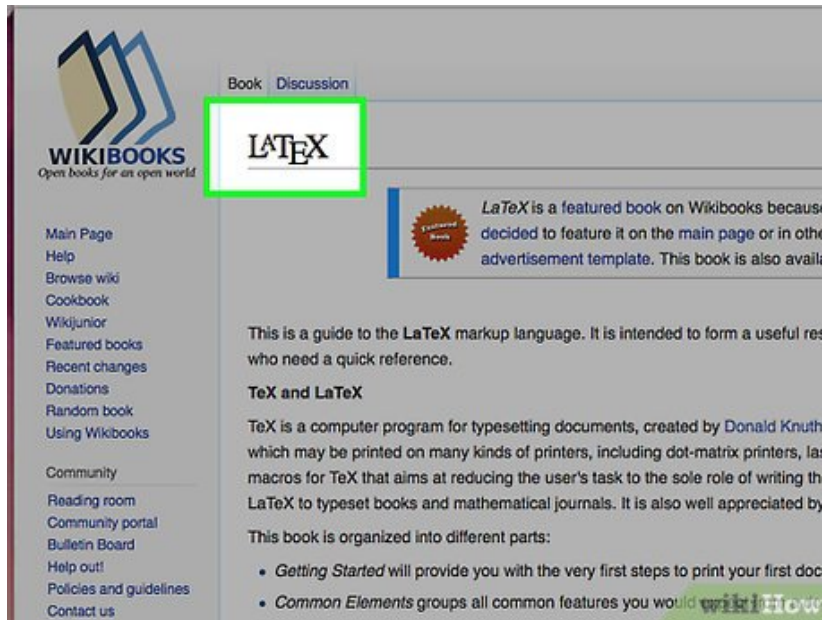 Book Discussion
LATEX
WIKIBOOKS
Open books for an open world
Featured
Book
LaTeX is a featured book on Wikibooks because
decided to feature it on the main page or in othe
advertisement template. This book is also availa
Main Page
Help
Browse wiki
Cookbook
Wikijunior
Featured books
Recent changes
Donations
Random book
Using Wikibooks
Community
Reading room
Community portal
Bulletin Board
Help out!
Policies and guidelines
Contact us
This is a guide to the LaTeX markup language. It is intended to form a useful res
who need a quick reference.
TeX and LaTeX
TeX is a computer program for typesetting documents, created by Donald Knuth
which may be printed on many kinds of printers, including dot-matrix printers, las
macros for TeX that aims at reducing the user's task to the sole role of writing th
LaTeX to typeset books and mathematical journals. It is also well appreciated by
This book is organized into different parts:
• Getting Started will provide you with the very first steps to print your first doc
• Common Elements groups all common features you would
wikiHow